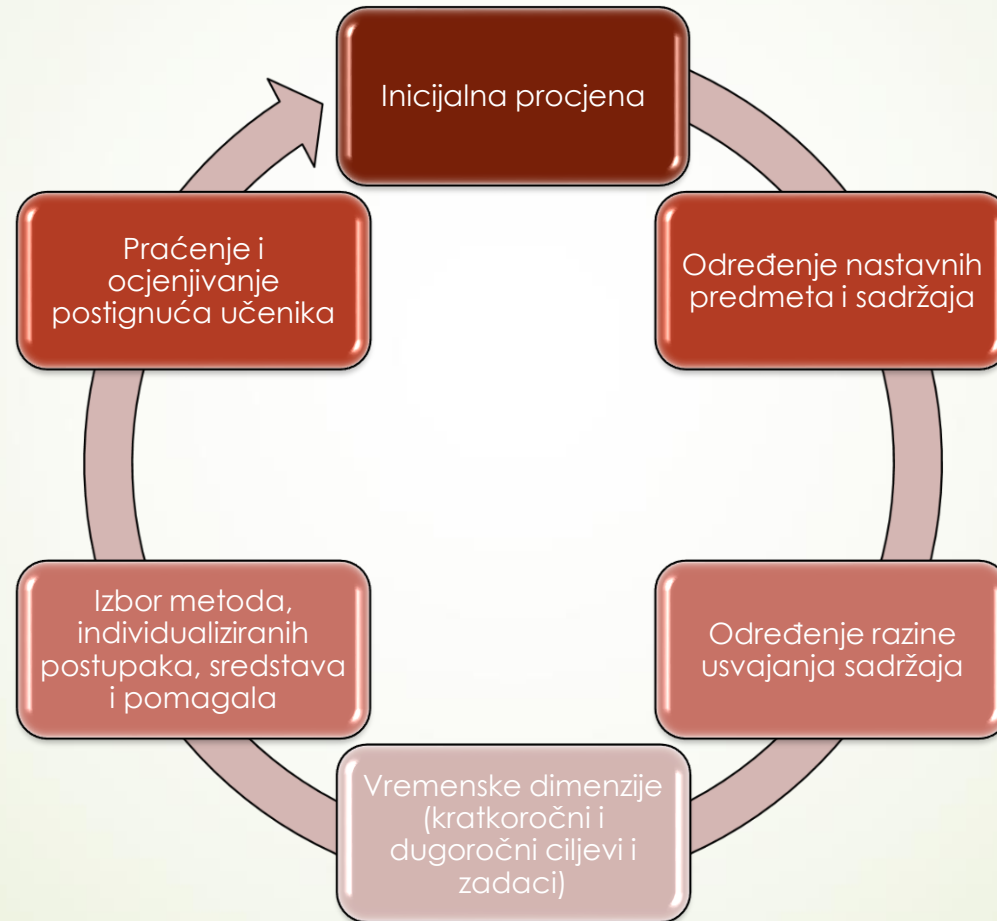 Inicijalna procjena
Određenje nastavnih
predmeta i sadržaja
Određenje razine
usvajanja sadržaja
Vremenske dimenzije
(kratkoročni i
dugoročni ciljevi i
zadaci)
Izbor metoda,
individualiziranih
postupaka, sredstava
i pomagala
Praćenje i
ocjenjivanje
postignuća učenika